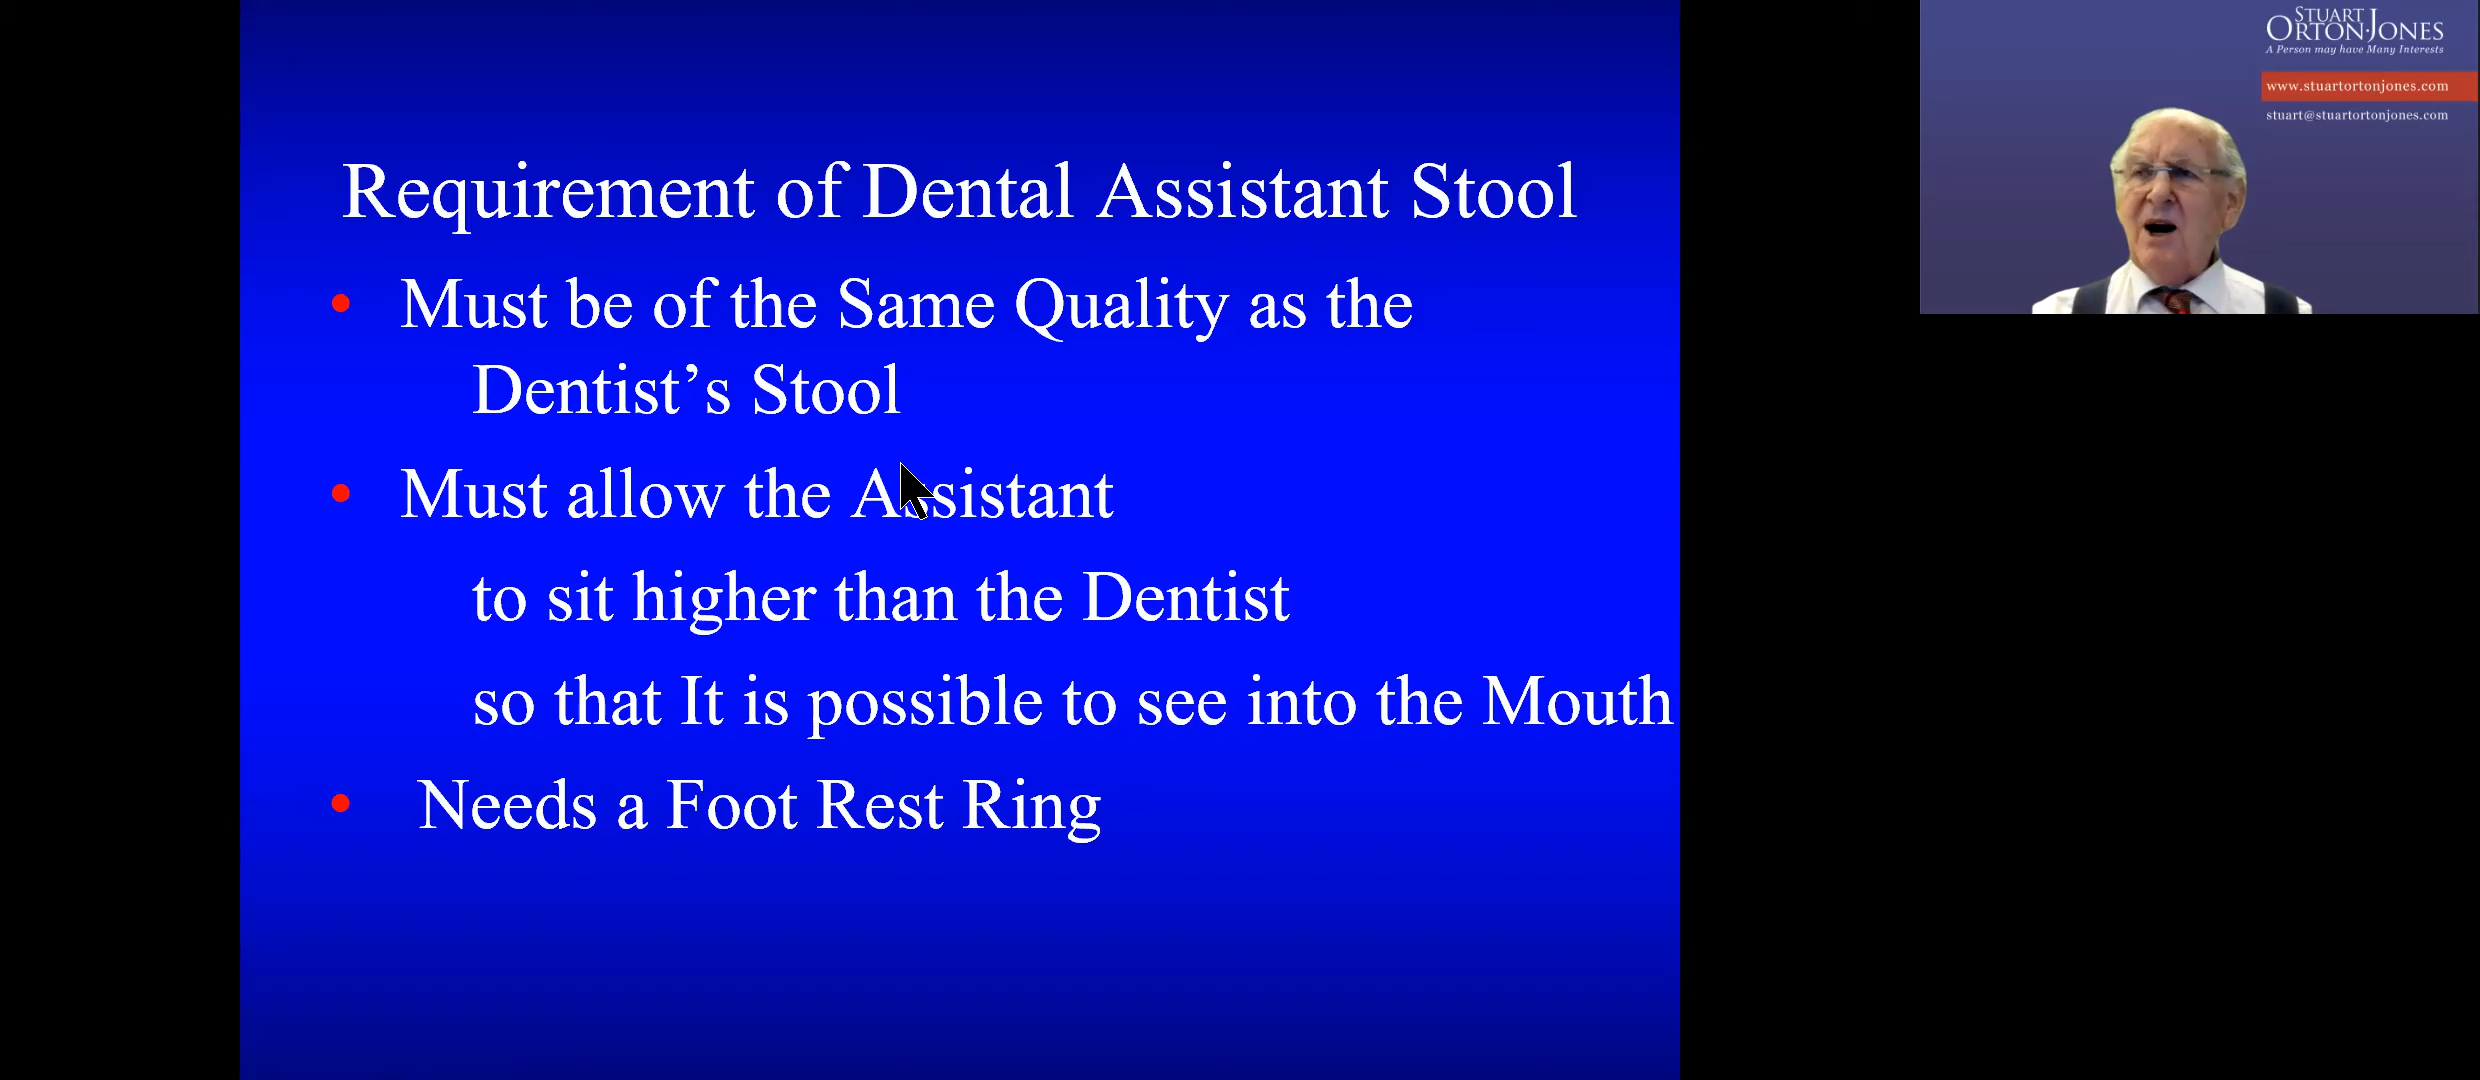 Requirement of Dental Assistant Stool
• Must be of the Same Quality as the
Dentist’s Stool
• Must allow the Assistant
to sit higher than the Dentist
so that It is possible to see into the Mouth
• Needs a Foot Rest Ring
STUART
ORTON-JONES
A Person may have Many Interests
www.stuartortonjones.com
stuart@stuartortonjones.com